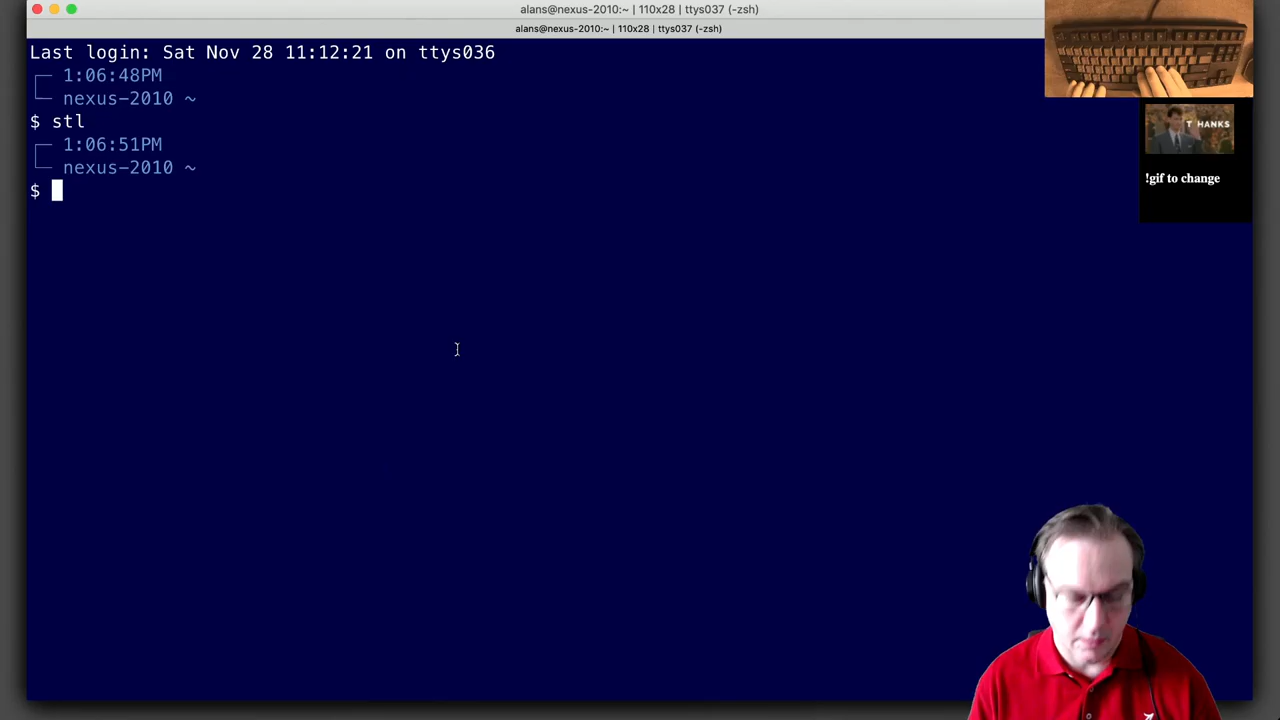 alans@nexus-2010:~ | 110x28 | ttys037 (-zsh)
alans@nexus-2010:~ | 110x28 | ttys037 (-zsh)
Last login: Sat Nov 28 11:12:21 on ttys036
1:06:48PM
nexus-2010 ~
$ stl
1:06:51PM
nexus-2010 ~
$
T HANKS
!gif to change